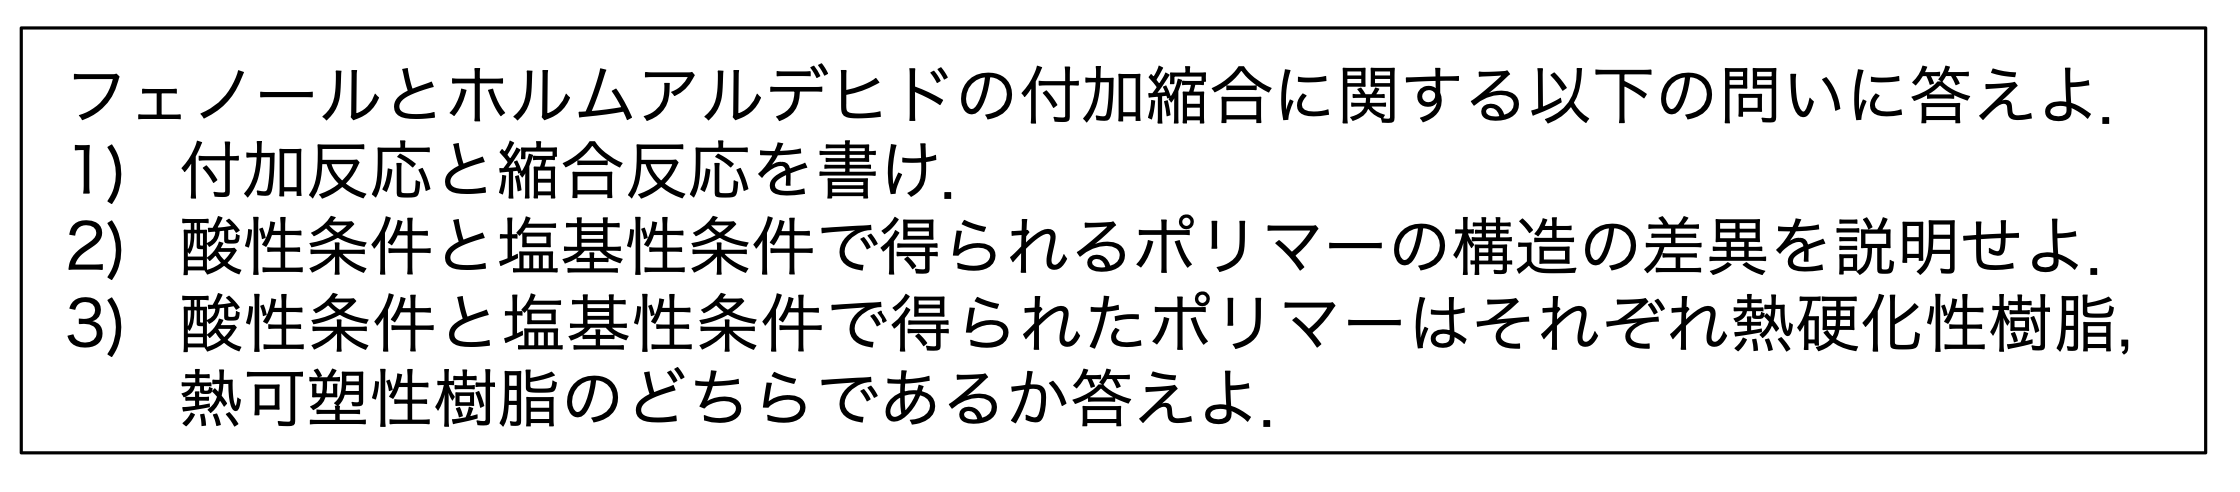 フェノールとホルムアルデヒドの付加縮合に関する以下の問いに答えよ.
1) 付加反応と縮合反応を書け.
2) 酸性条件と塩基性条件で得られるポリマーの構造の差異を説明せよ.
3) 酸性条件と塩基性条件で得られたポリマーはそれぞれ熱硬化性樹脂,
熱可塑性樹脂のどちらであるか答えよ.